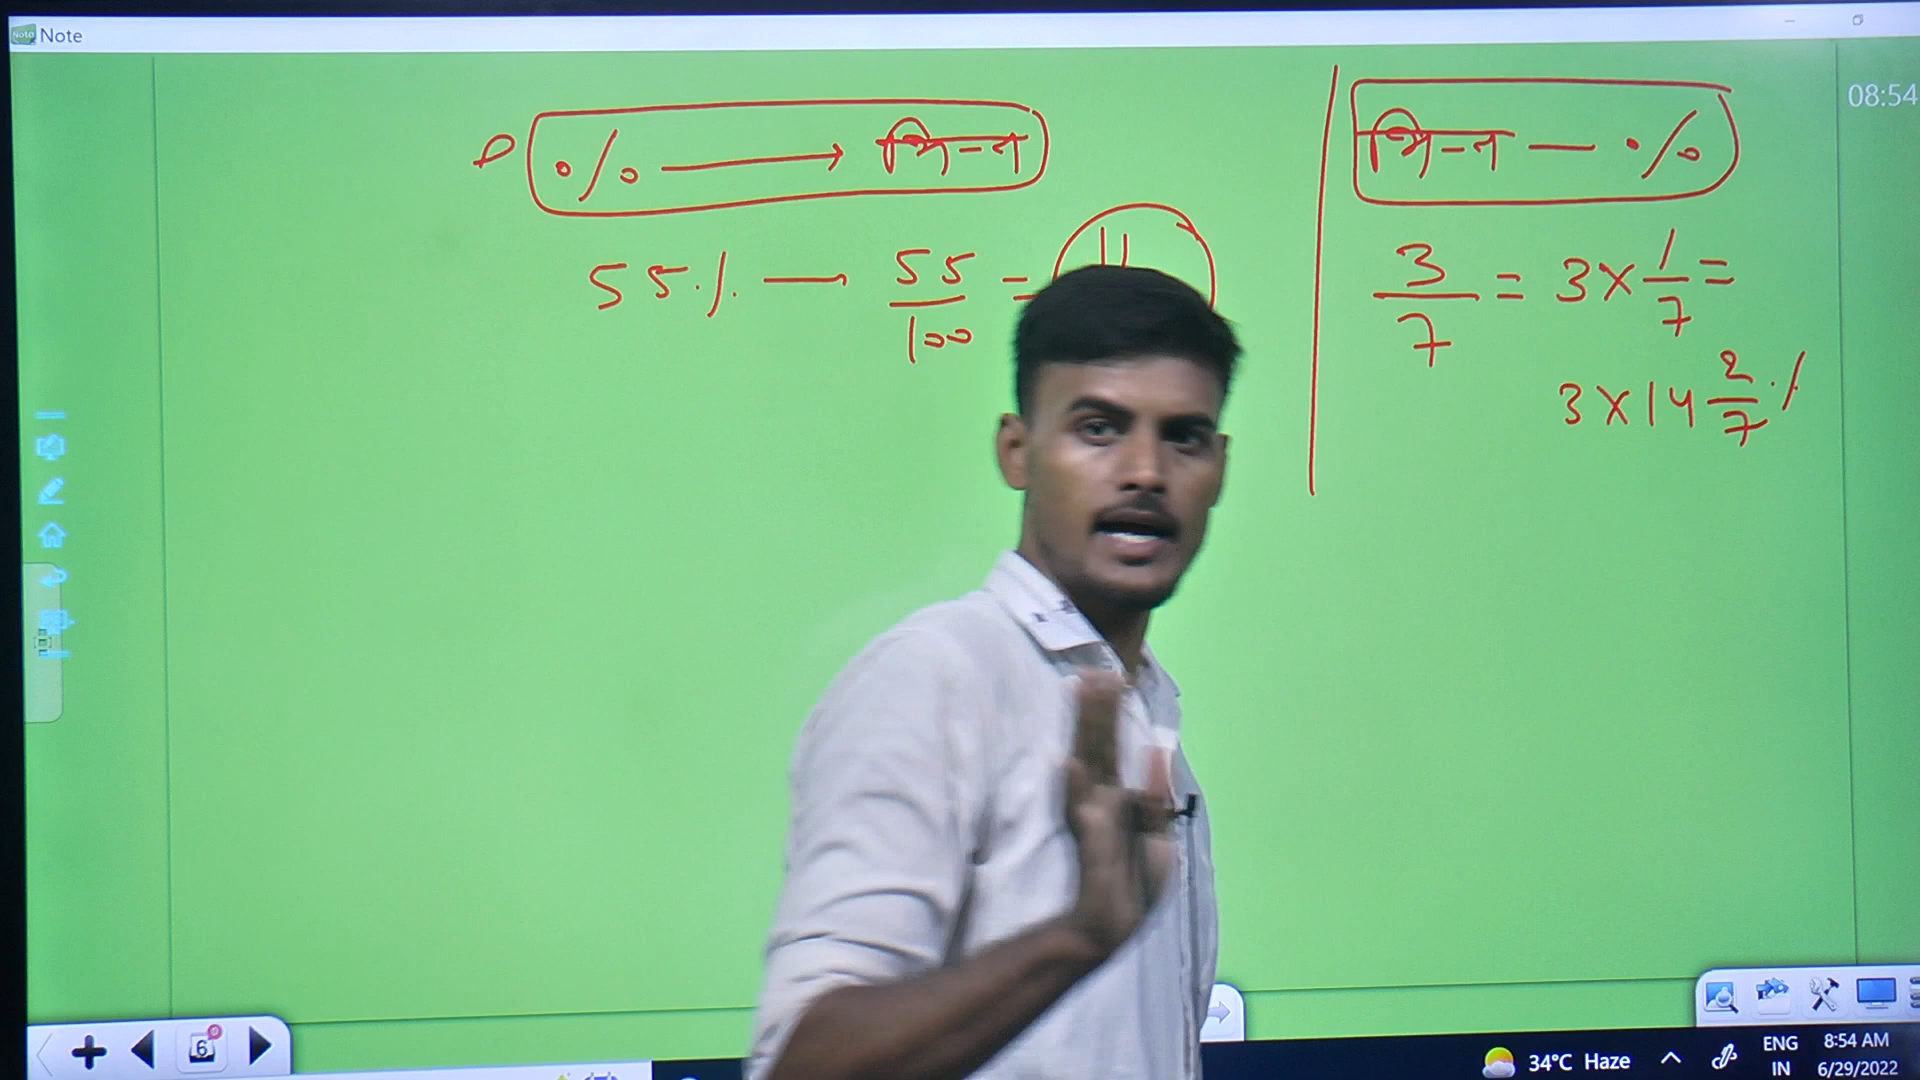 Note
08:54
% → भिन्न
55% — 55/100 = 11
भिन्न — %
3/7 = 3 × 1/7 =
3 × 14 2/7 %
6
34°C Haze
ENG
IN
8:54 AM
6/29/2022